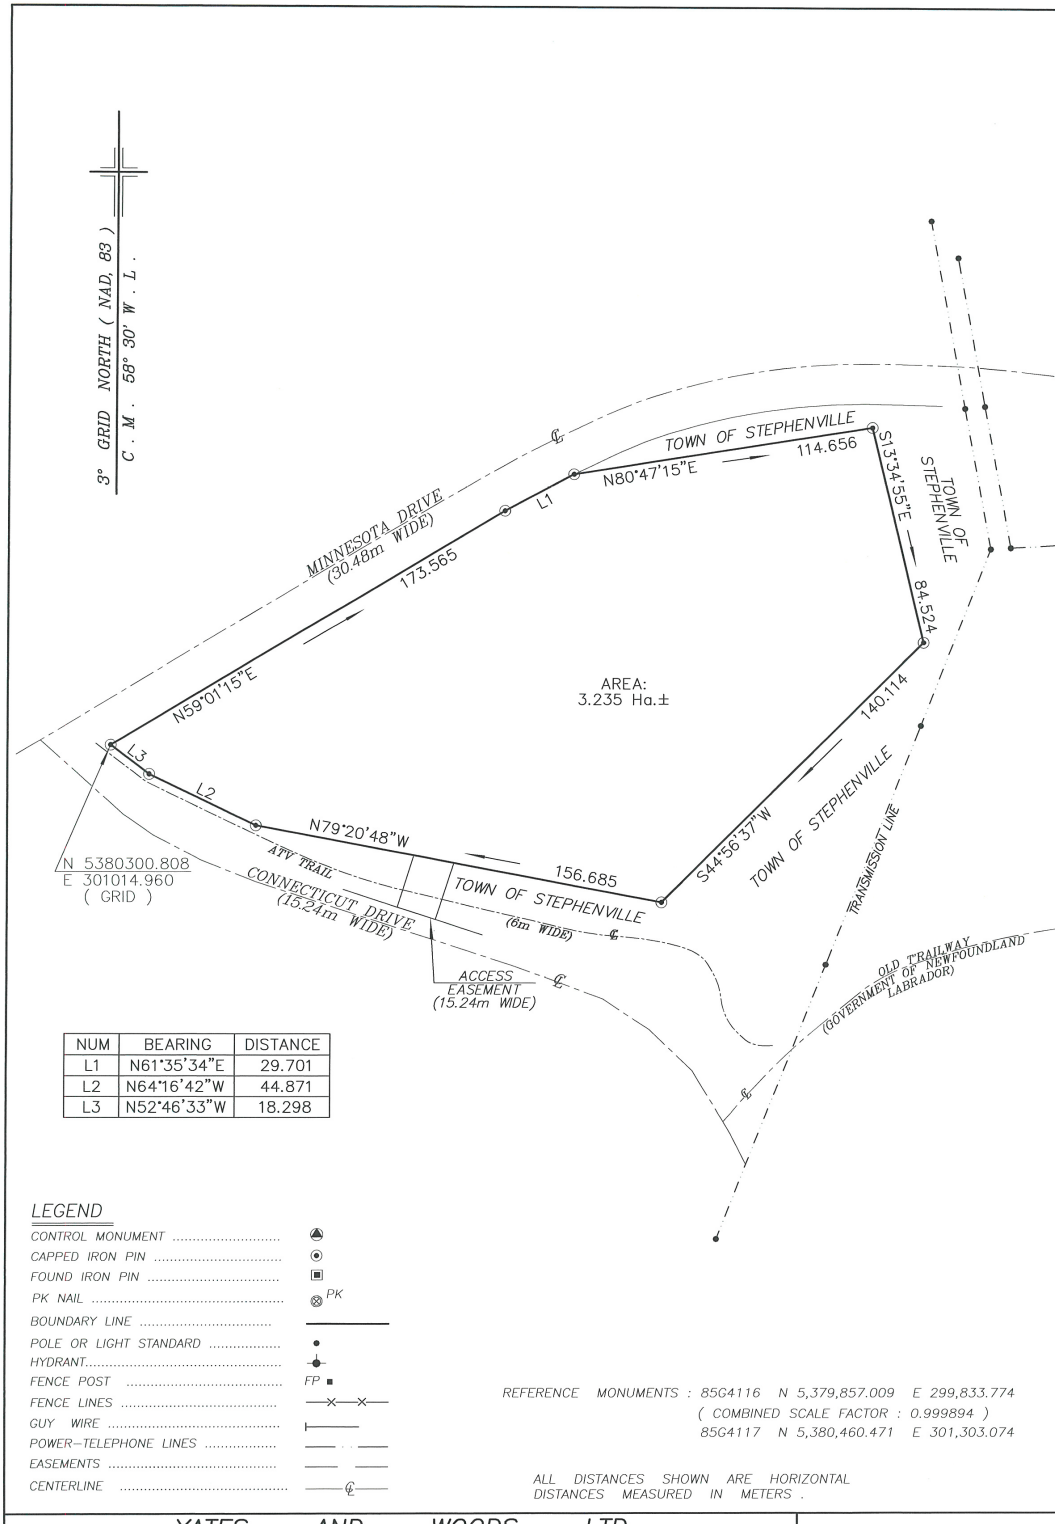 3° GRID NORTH ( NAD, 83 )
C . M . 58° 30' W . L .
MINNESOTA DRIVE
(30.48m WIDE)
173.565
N59°01'15"E
L1
TOWN OF STEPHENVILLE
N80°47'15"E
114.656
S13°34'55"E
84.524
TOWN OF
STEPHENVILLE
AREA:
3.235 Ha.±
140.114
S44°56'37"W
TOWN OF STEPHENVILLE
TRANSMISSION LINE
L3
L2
N79°20'48"W
156.685
N 5380300.808
E 301014.960
( GRID )
ATV TRAIL
CONNECTICUT DRIVE
(15.24m WIDE)
TOWN OF STEPHENVILLE
(6m WIDE)
ACCESS
EASEMENT
(15.24m WIDE)
OLD TRAILWAY
(GOVERNMENT OF NEWFOUNDLAND
LABRADOR)
NUM BEARING DISTANCE
L1 N61°35'34"E 29.701
L2 N64°16'42"W 44.871
L3 N52°46'33"W 18.298
LEGEND
CONTROL MONUMENT ...........................
CAPPED IRON PIN ................................
FOUND IRON PIN .................................
PK NAIL ................................................ PK
BOUNDARY LINE .................................
POLE OR LIGHT STANDARD ..................
HYDRANT.................................................
FENCE POST ....................................... FP
FENCE LINES .......................................
GUY WIRE ...........................................
POWER-TELEPHONE LINES ..................
EASEMENTS ..........................................
CENTERLINE .......................................... ℄
REFERENCE MONUMENTS : 85G4116 N 5,379,857.009 E 299,833.774
( COMBINED SCALE FACTOR : 0.999894 )
85G4117 N 5,380,460.471 E 301,303.074
ALL DISTANCES SHOWN ARE HORIZONTAL
DISTANCES MEASURED IN METERS .
YATES AND WOODS LTD